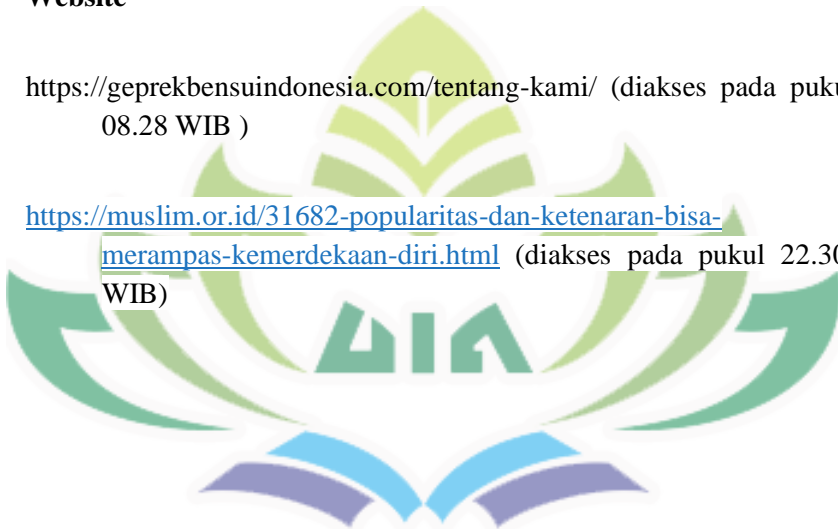 Website
https://geprekbensuindonesia.com/tentang-kami/ (diakses pada puku
08.28 WIB )
https://muslim.or.id/31682-popularitas-dan-ketenaran-bisa-
merampas-kemerdekaan-diri.html (diakses pada pukul 22.30
WIB)
UIN